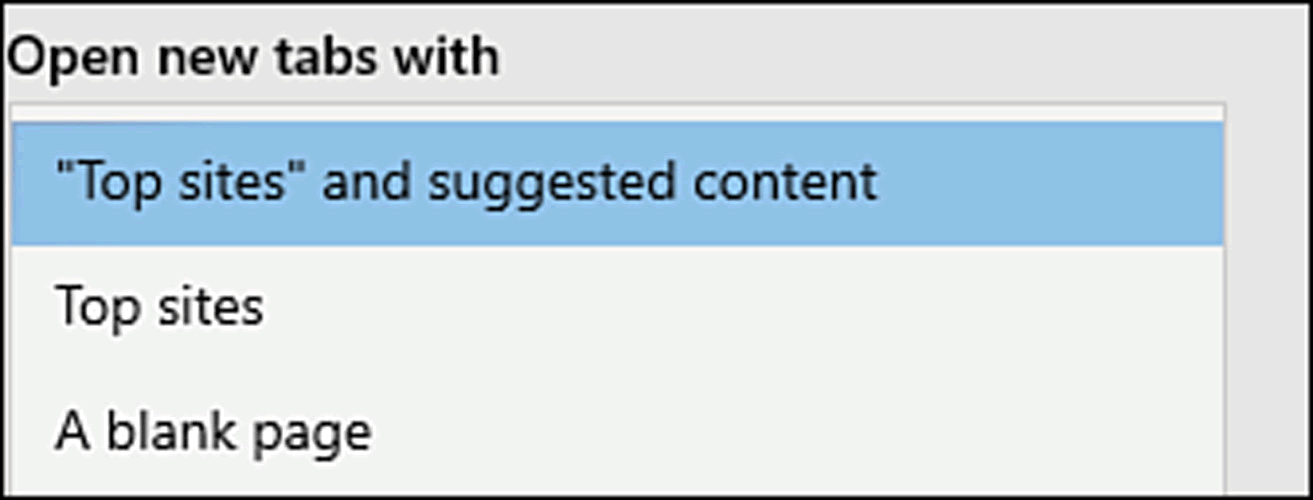 Open new tabs with
"Top sites" and suggested content
Top sites
A blank page